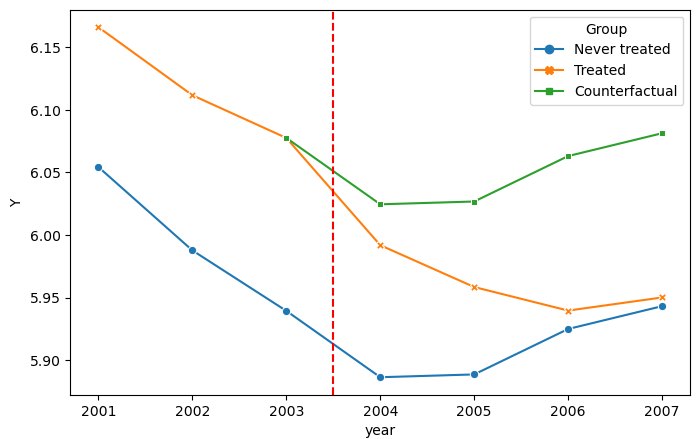 Group
Never treated
Treated
Counterfactual
6.15
6.10
6.05
6.00
5.95
5.90
Y
2001 2002 2003 2004 2005 2006 2007
year